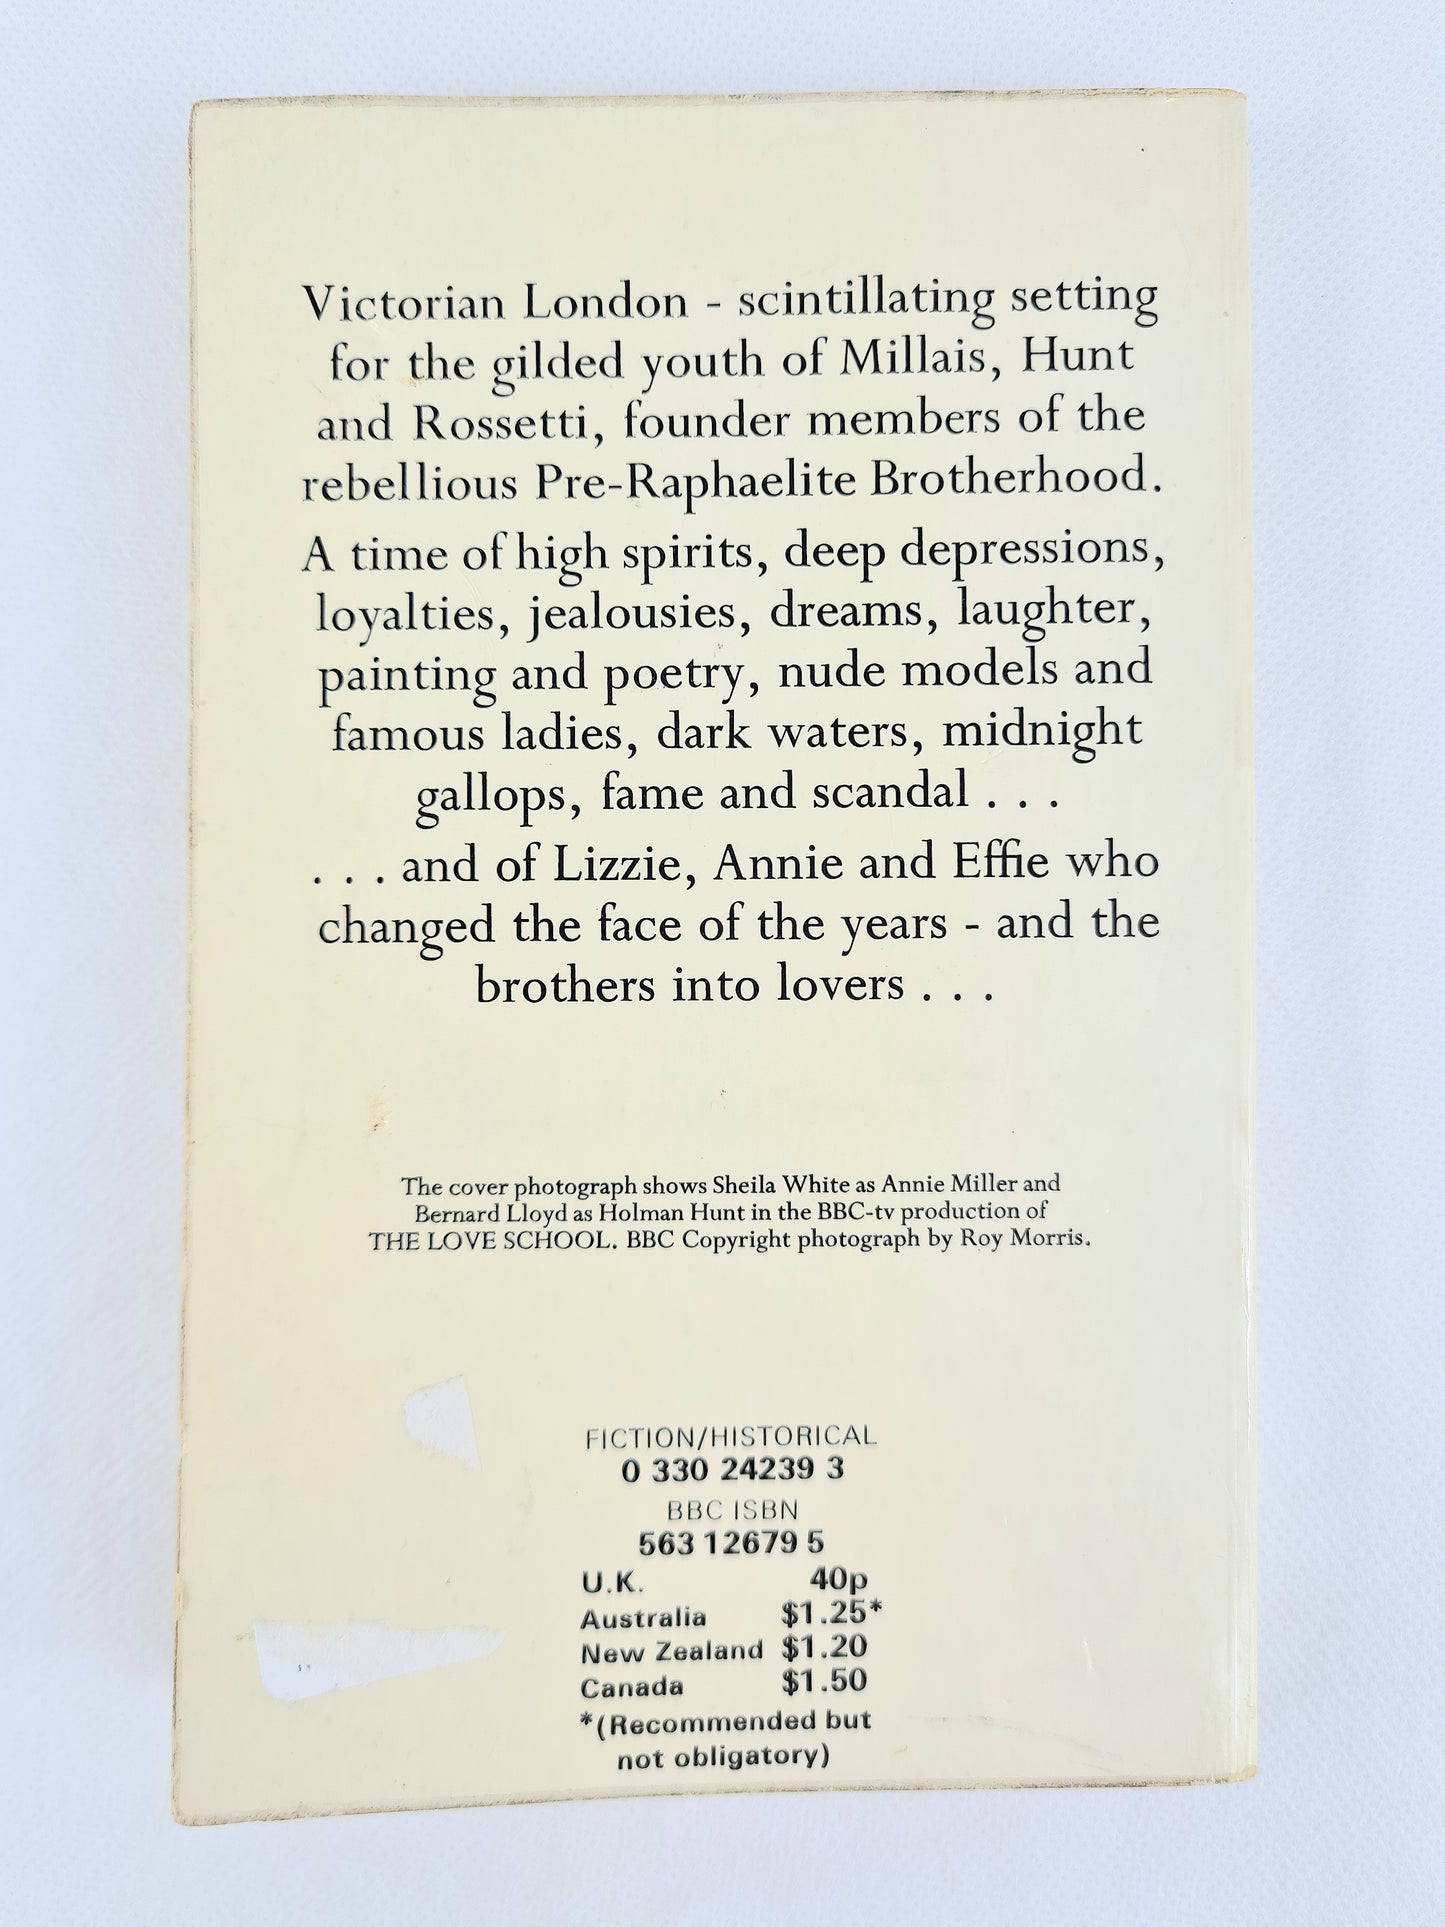 Victorian London - scintillating setting
for the gilded youth of Millais, Hunt
and Rossetti, founder members of the
rebellious Pre-Raphaelite Brotherhood.
A time of high spirits, deep depressions,
loyalties, jealousies, dreams, laughter,
painting and poetry, nude models and
famous ladies, dark waters, midnight
gallops, fame and scandal . . .
. . . and of Lizzie, Annie and Effie who
changed the face of the years - and the
brothers into lovers . . .
The cover photograph shows Sheila White as Annie Miller and
Bernard Lloyd as Holman Hunt in the BBC-tv production of
THE LOVE SCHOOL. BBC Copyright photograph by Roy Morris.
FICTION/HISTORICAL
0 330 24239 3
BBC ISBN
563 12679 5
U.K. 40p
Australia $1.25*
New Zealand $1.20
Canada $1.50
*(Recommended but
not obligatory)